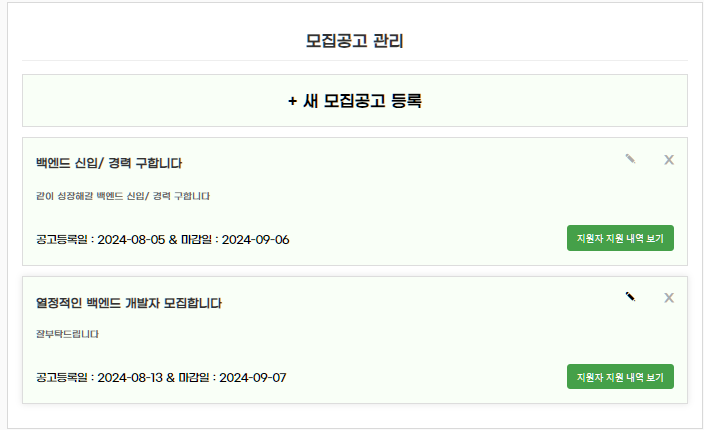 모집공고 관리
+ 새 모집공고 등록
백엔드 신입/ 경력 구합니다
X
같이 성장해갈 백엔드 신입/ 경력 구합니다
공고등록일 : 2024-08-05 & 마감일 : 2024-09-06
지원자 지원 내역 보기
열정적인 백엔드 개발자 모집합니다
X
잘부탁드립니다
공고등록일 : 2024-08-13 & 마감일 : 2024-09-07
지원자 지원 내역 보기